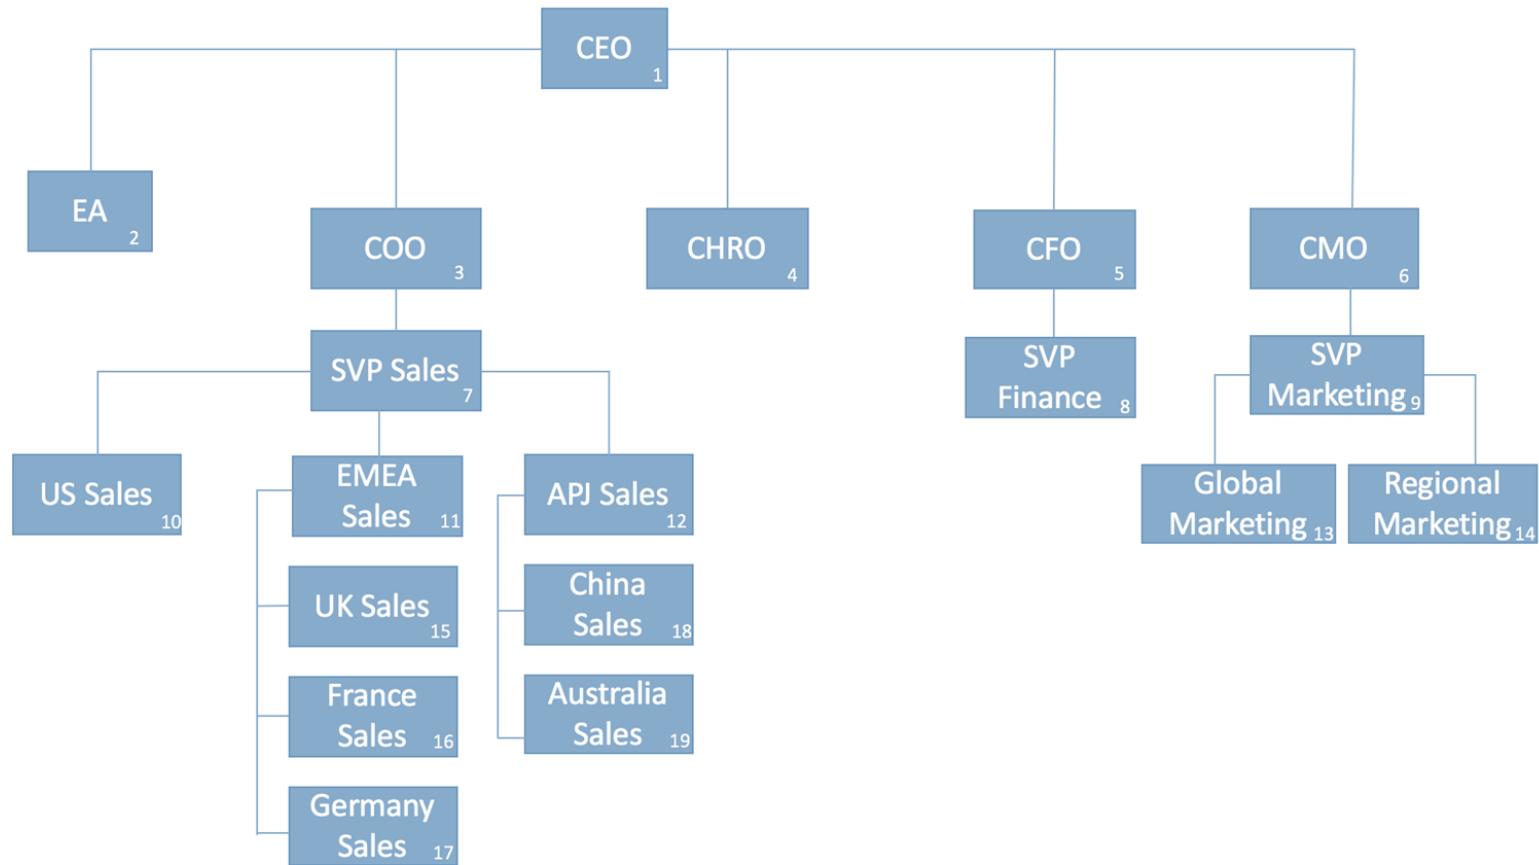 CEO
1
EA
2
COO
3
CHRO
4
CFO
5
CMO
6
SVP Sales
7
SVP
Finance 8
SVP
Marketing 9
US Sales
10
EMEA
Sales 11
APJ Sales
12
Global
Marketing 13
Regional
Marketing 14
UK Sales
15
France
Sales 16
Germany
Sales 17
China
Sales 18
Australia
Sales 19